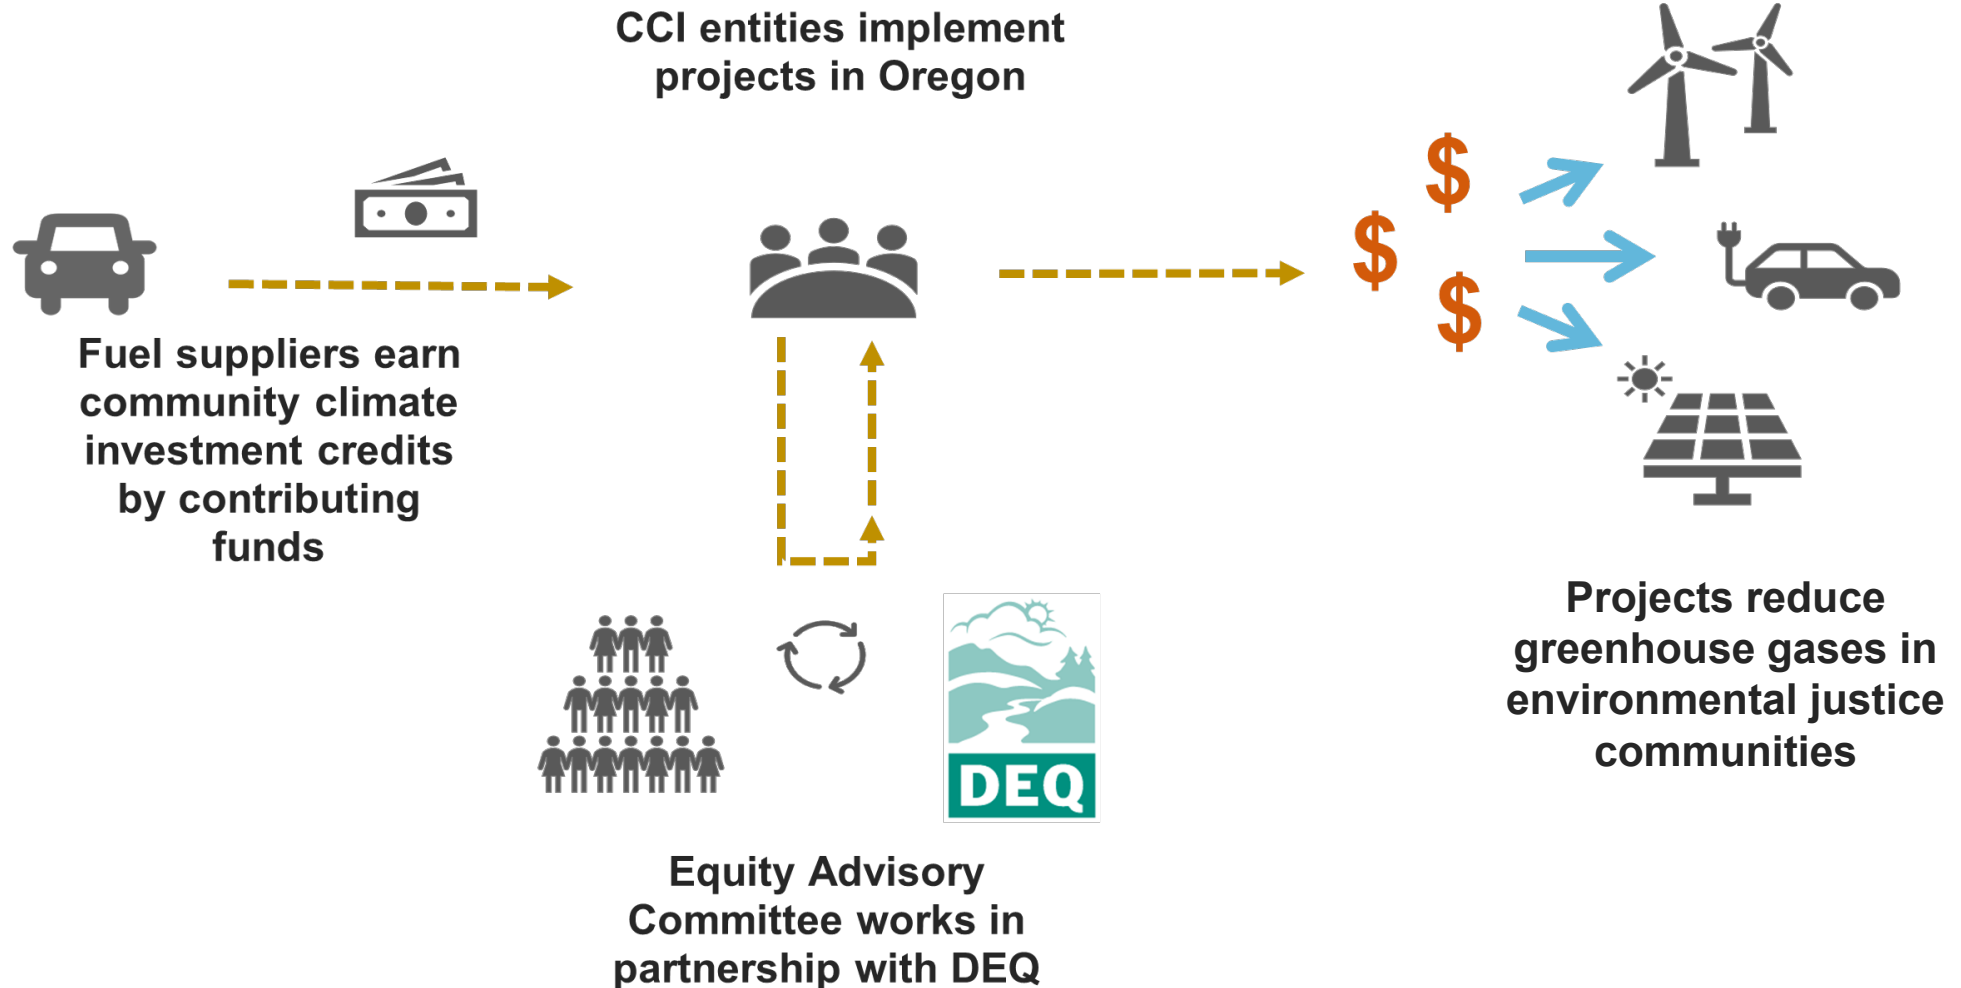 CCI entities implement
projects in Oregon
Fuel suppliers earn
community climate
investment credits
by contributing
funds
$
$
$
DEQ
Equity Advisory
Committee works in
partnership with DEQ
Projects reduce
greenhouse gases in
environmental justice
communities